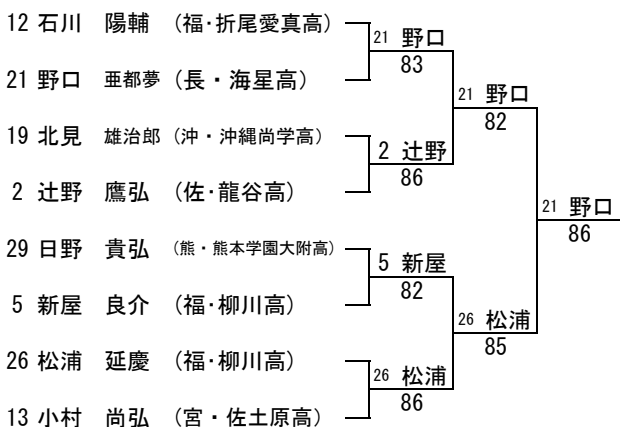 12 石川 陽輔 (福・折尾愛真高)
21 野口 亜都夢 (長・海星高)
19 北見 雄治郎 (沖・沖縄尚学高)
2 辻野 鷹弘 (佐・龍谷高)
29 日野 貴弘 (熊・熊本学園大附高)
5 新屋 良介 (福・柳川高)
26 松浦 延慶 (福・柳川高)
13 小村 尚弘 (宮・佐土原高)
21 野口
83
2 辻野
86
5 新屋
82
26 松浦
86
21 野口
82
26 松浦
85
21 野口
86